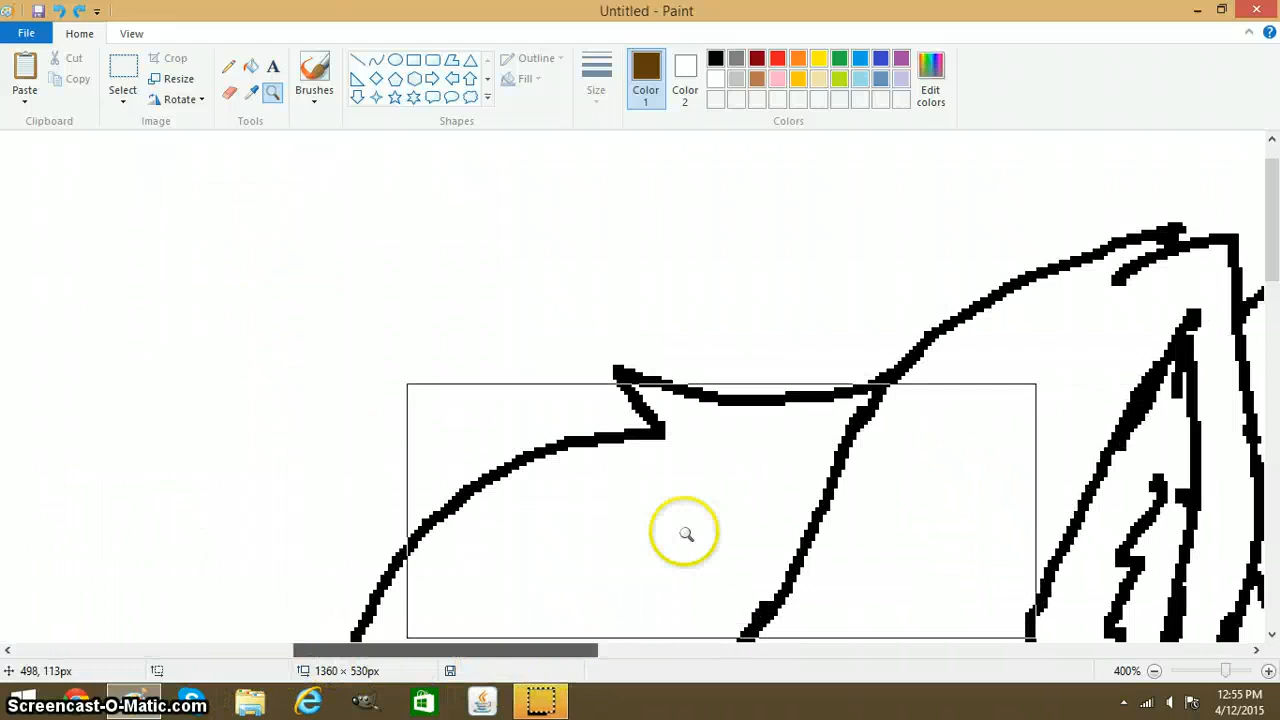 Untitled - Paint
File
Home
View
Paste
Cut
Copy
Clipboard
Select
Crop
Resize
Rotate
Image
A
Tools
Brushes
Outline
Fill
Shapes
Size
Color 1
Color 2
Edit colors
Colors
498, 113px
1360 × 530px
400%
Screencast-O-Matic.com
12:55 PM
4/12/2015